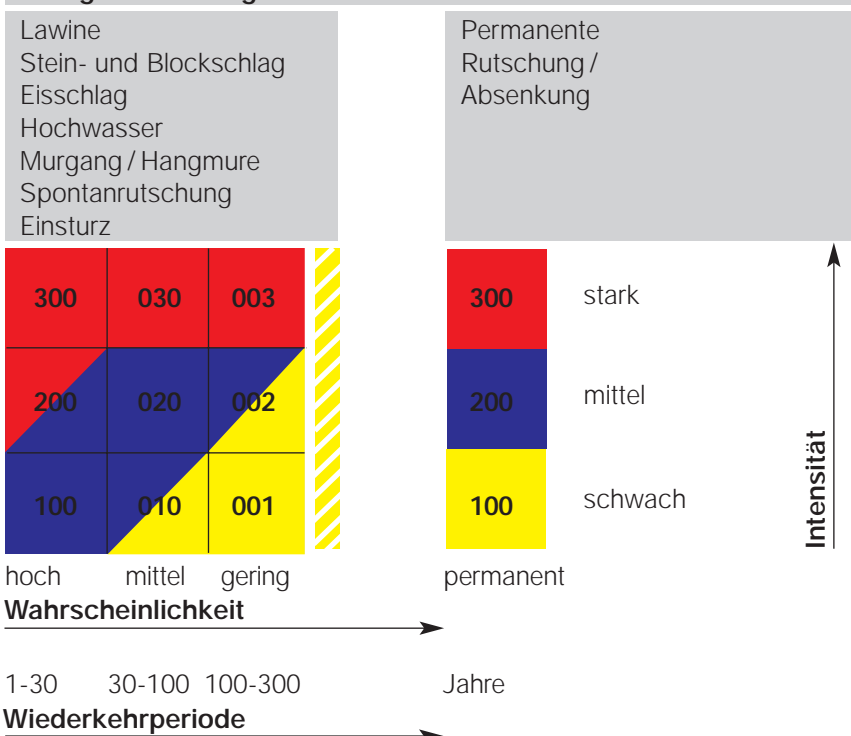 Lawine
Stein- und Blockschlag
Eisschlag
Hochwasser
Murgang / Hangmure
Spontanrutschung
Einsturz
Permanente
Rutschung /
Absenkung
300 030 003
200 020 002
100 010 001
300 stark
200 mittel
100 schwach
Intensität
hoch mittel gering
permanent
Wahrscheinlichkeit
1-30 30-100 100-300 Jahre
Wiederkehrperiode